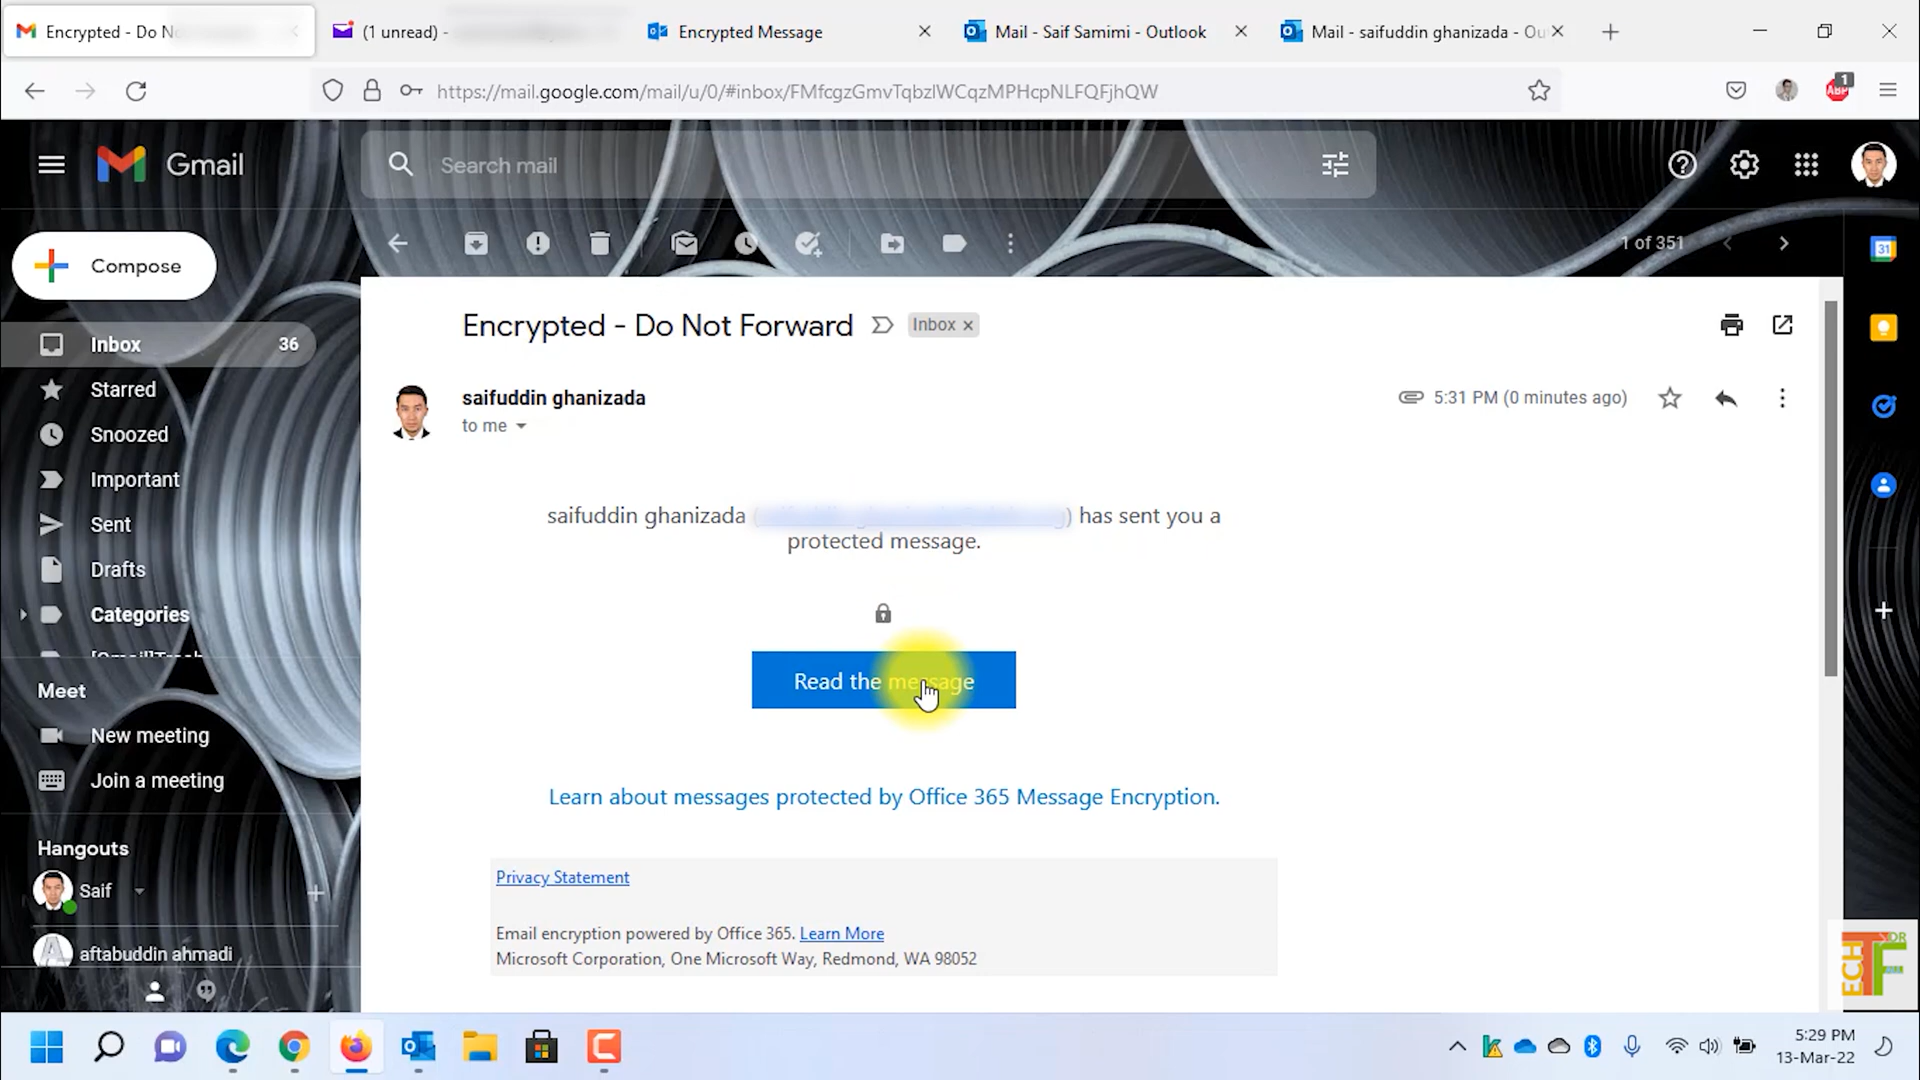 Encrypted - Do N
(1 unread) -
Encrypted Message
Mail - Saif Samimi - Outlook
Mail - saifuddin ghanizada - Ou
https://mail.google.com/mail/u/0/#inbox/FMfcgzGmvTqbzlWCqzMPHcpNLFQFjhQW
ABP
1
Gmail
Search mail
1 of 351
31
Compose
Encrypted - Do Not Forward
Inbox ×
Inbox 36
Starred
Snoozed
Important
Sent
Drafts
Categories
[Gmail]Trash
saifuddin ghanizada
5:31 PM (0 minutes ago)
to me
saifuddin ghanizada (
) has sent you a
protected message.
Read the message
Learn about messages protected by Office 365 Message Encryption.
Privacy Statement
Email encryption powered by Office 365. Learn More
Microsoft Corporation, One Microsoft Way, Redmond, WA 98052
Meet
New meeting
Join a meeting
Hangouts
Saif
A
aftabuddin ahmadi
5:29 PM
13-Mar-22